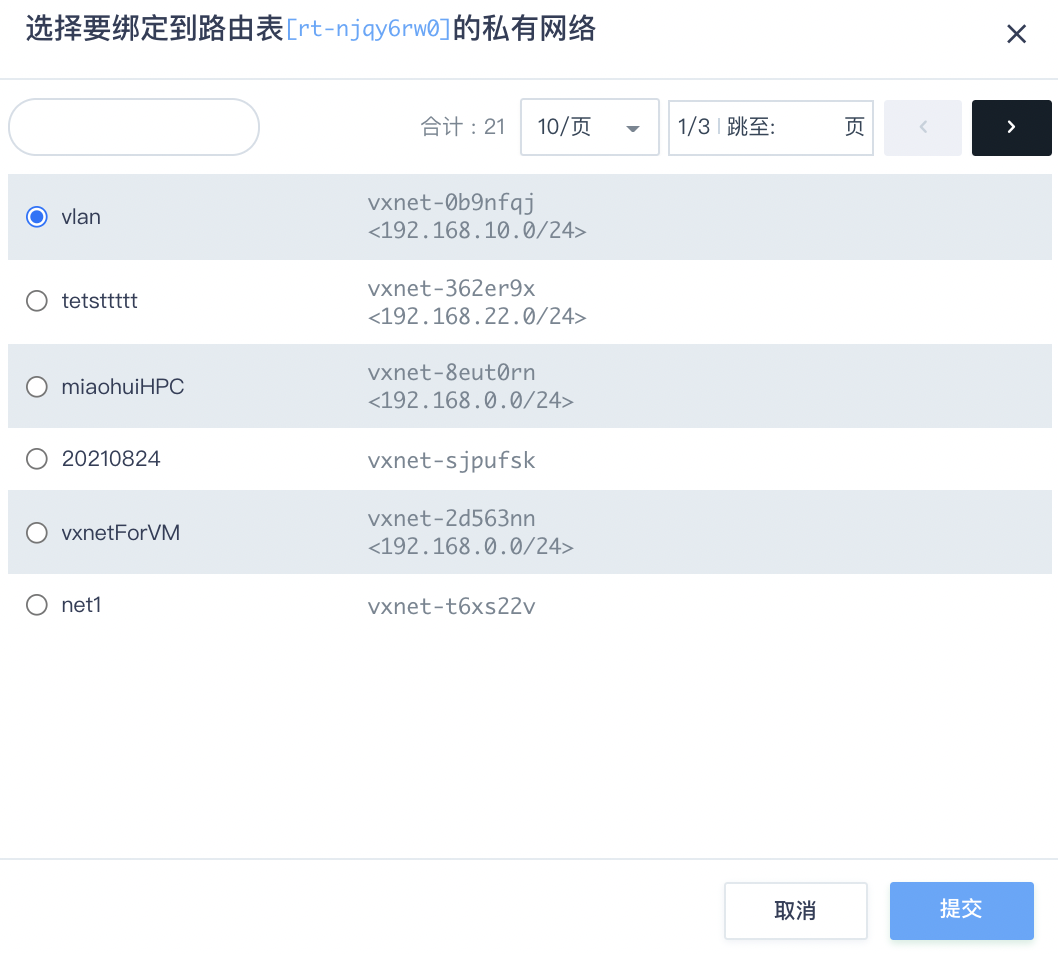 选择要绑定到路由表[rt-njqy6rw0]的私有网络
合计：21 10/页 1/3 跳至: 页
vlan vxnet-0b9nfqj
<192.168.10.0/24>
tetsttttt vxnet-362er9x
<192.168.22.0/24>
miaohuiHPC vxnet-8eut0rn
<192.168.0.0/24>
20210824 vxnet-sjpufsk
vxnetForVM vxnet-2d563nn
<192.168.0.0/24>
net1 vxnet-t6xs22v
取消 提交